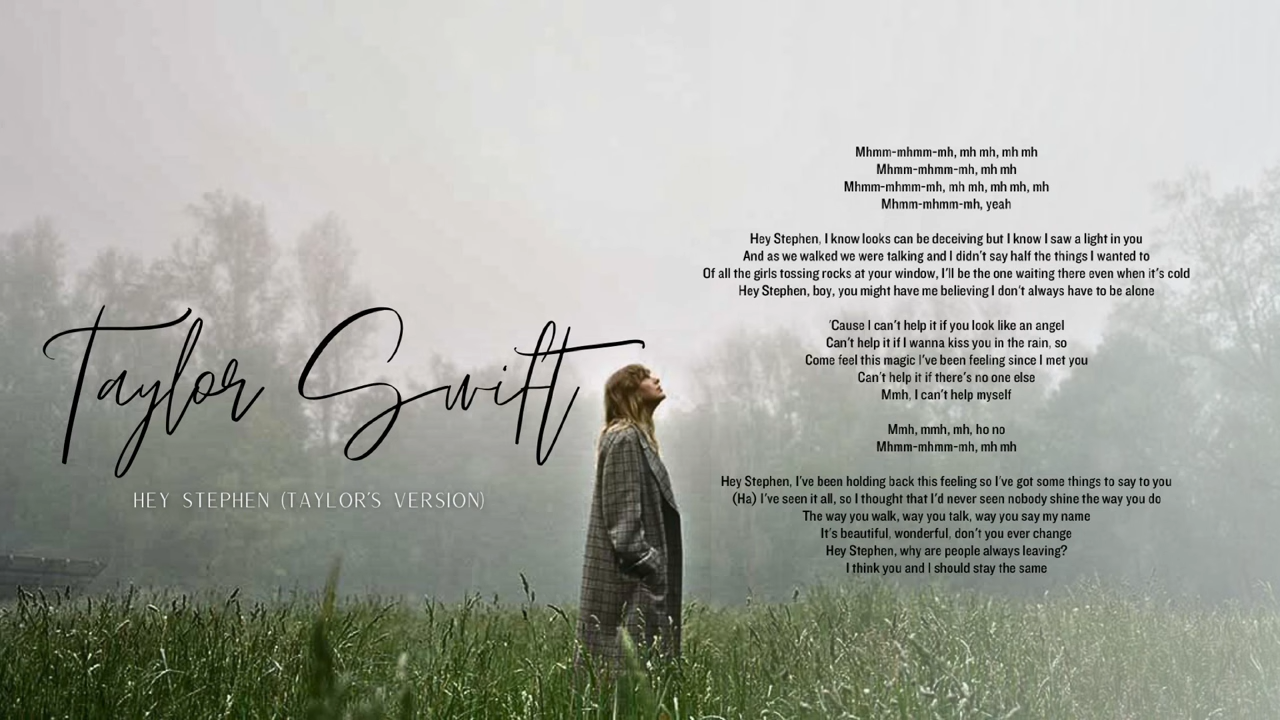 Taylor Swift
HEY STEPHEN (TAYLOR'S VERSION)
Mhmm-mhmm-mh, mh mh, mh mh
Mhmm-mhmm-mh, mh mh
Mhmm-mhmm-mh, mh mh, mh mh, mh
Mhmm-mhmm-mh, yeah
Hey Stephen, I know looks can be deceiving but I know I saw a light in you
And as we walked we were talking and I didn't say half the things I wanted to
Of all the girls tossing rocks at your window, I'll be the one waiting there even when it's cold
Hey Stephen, boy, you might have me believing I don't always have to be alone
'Cause I can't help it if you look like an angel
Can't help it if I wanna kiss you in the rain, so
Come feel this magic I've been feeling since I met you
Can't help it if there's no one else
Mmh, I can't help myself
Mmh, mmh, mh, ho no
Mhmm-mhmm-mh, mh mh
Hey Stephen, I've been holding back this feeling so I've got some things to say to you
(Ha) I've seen it all, so I thought that I'd never seen nobody shine the way you do
The way you walk, way you talk, way you say my name
It's beautiful, wonderful, don't you ever change
Hey Stephen, why are people always leaving?
I think you and I should stay the same